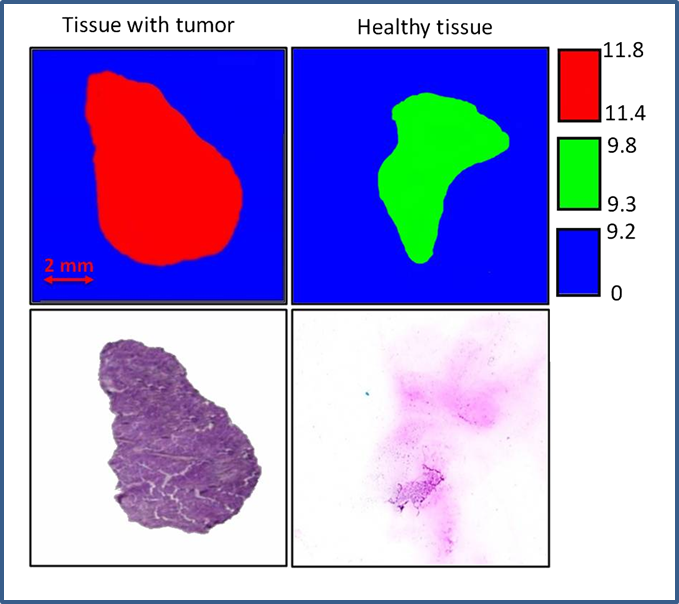 Tissue with tumor
Healthy tissue
11.8
11.4
9.8
9.3
9.2
0
2 mm